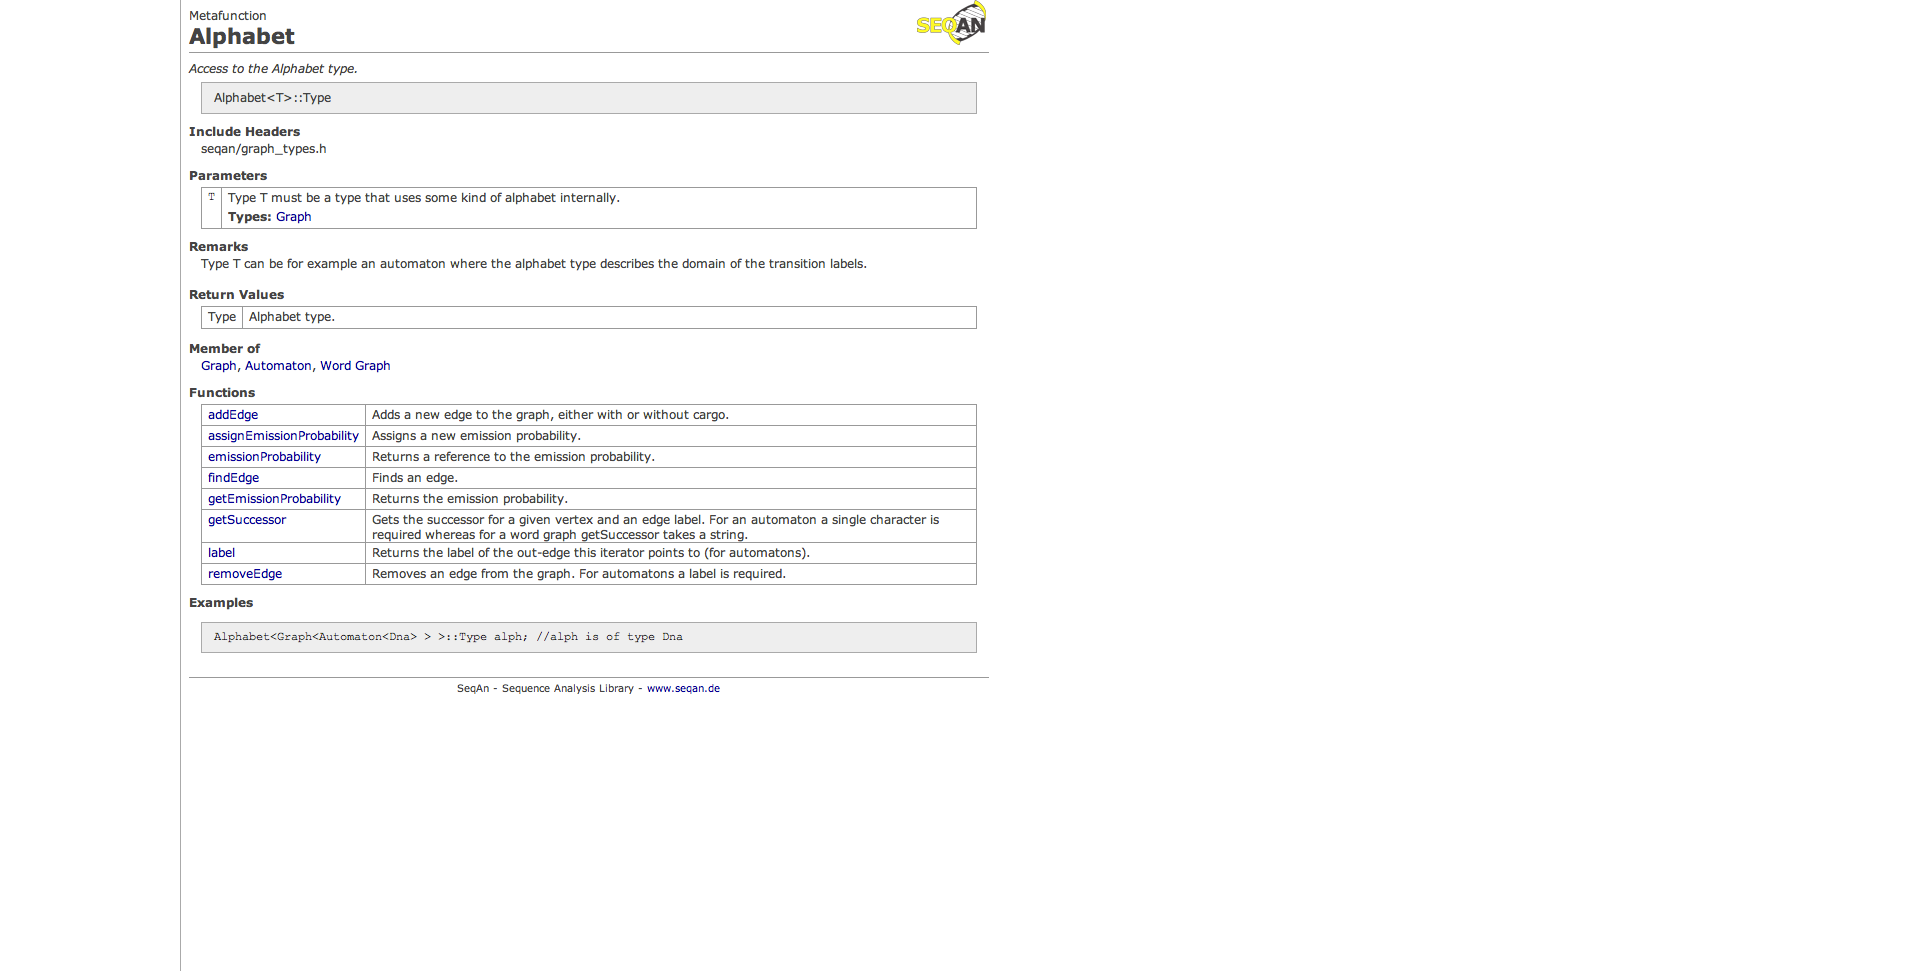 Metafunction
Alphabet
SEQAN
Access to the Alphabet type.
Alphabet<T>::Type
Include Headers
seqan/graph_types.h
Parameters
T Type T must be a type that uses some kind of alphabet internally.
Types: Graph
Remarks
Type T can be for example an automaton where the alphabet type describes the domain of the transition labels.
Return Values
Type Alphabet type.
Member of
Graph, Automaton, Word Graph
Functions
addEdge Adds a new edge to the graph, either with or without cargo.
assignEmissionProbability Assigns a new emission probability.
emissionProbability Returns a reference to the emission probability.
findEdge Finds an edge.
getEmissionProbability Returns the emission probability.
getSuccessor Gets the successor for a given vertex and an edge label. For an automaton a single character is
required whereas for a word graph getSuccessor takes a string.
label Returns the label of the out-edge this iterator points to (for automatons).
removeEdge Removes an edge from the graph. For automatons a label is required.
Examples
Alphabet<Graph<Automaton<Dna> > >::Type alph; //alph is of type Dna
SeqAn - Sequence Analysis Library - www.seqan.de